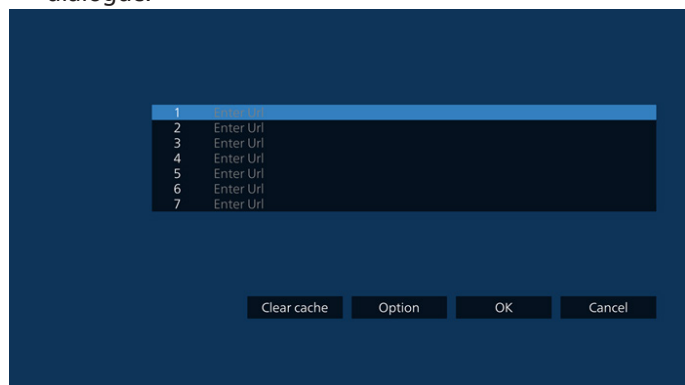 dialogue.
1 Enter Url
2 Enter Url
3 Enter Url
4 Enter Url
5 Enter Url
6 Enter Url
7 Enter Url
Clear cache Option OK Cancel